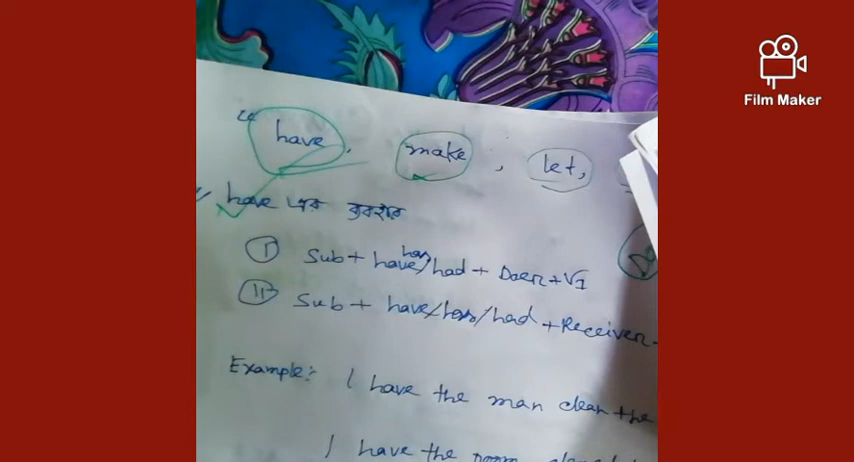 Film Maker
" have, make, let,
have এর ব্যবহার
I Sub + have/has/had + Doer + V1
II Sub + have/has/had + Receiver -
Example: I have the man clean the
I have the room